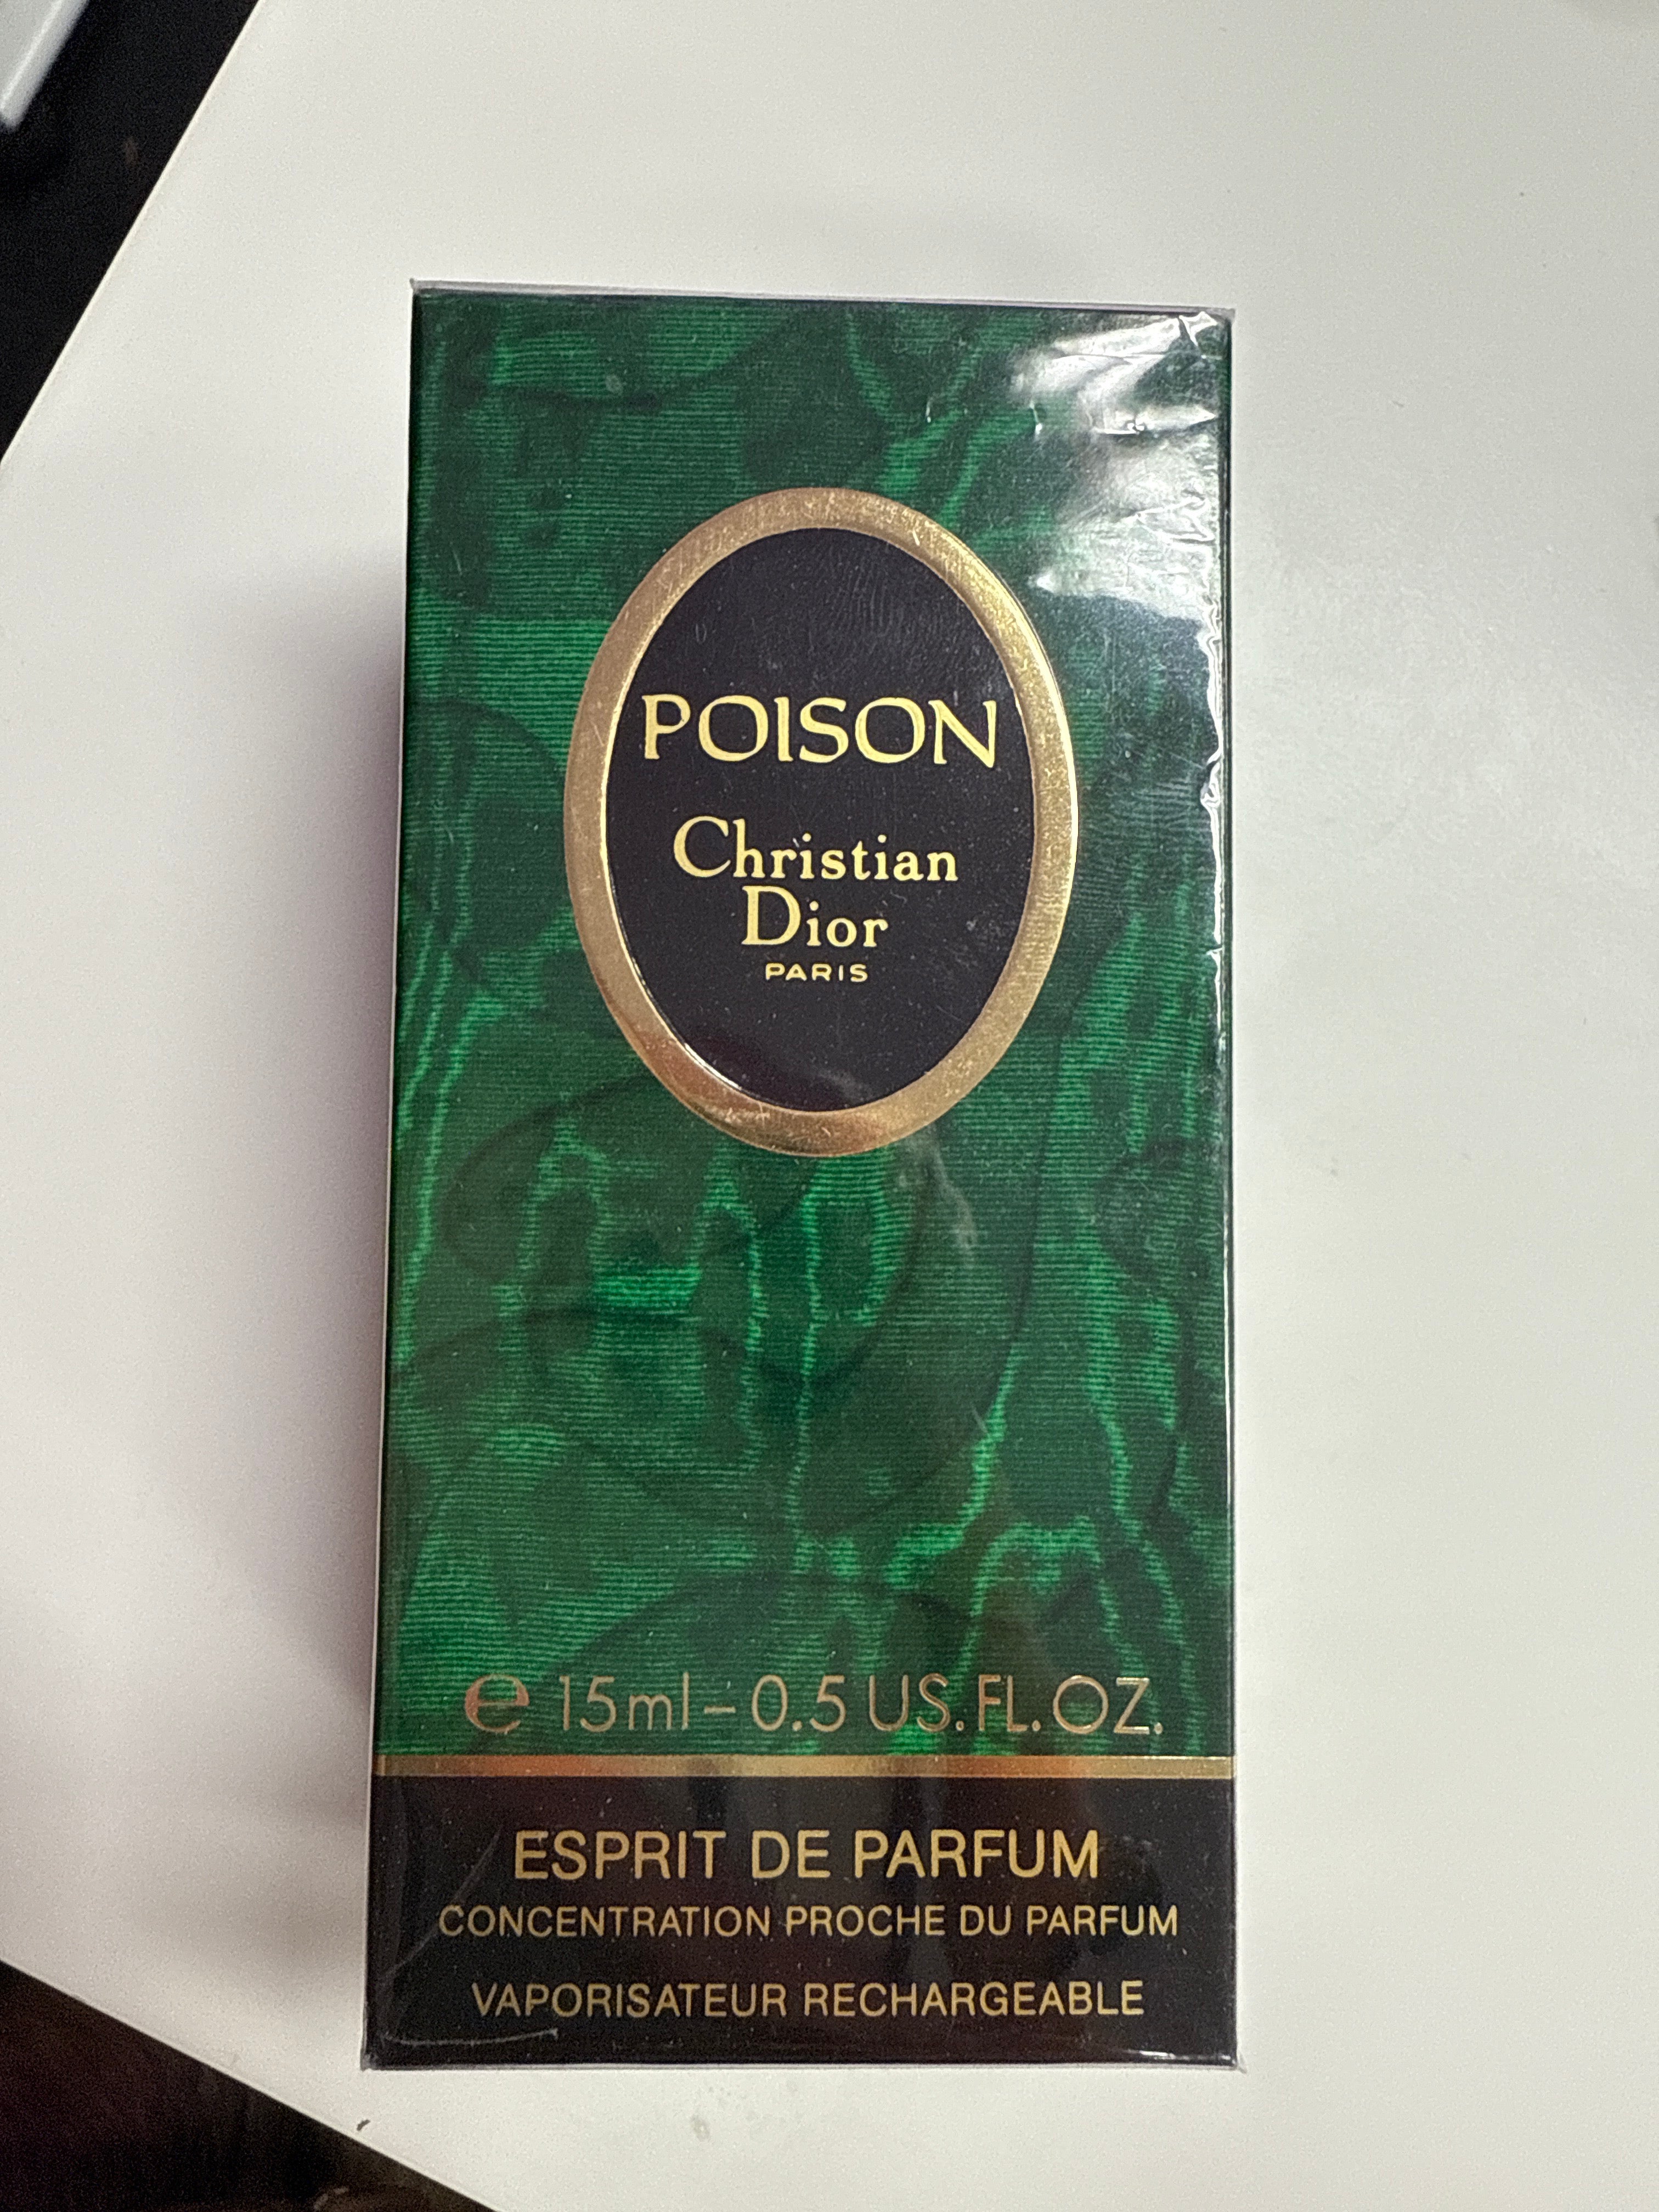 POISON
Christian
Dior
PARIS
℮ 15ml - 0.5 US.FL.OZ.
ESPRIT DE PARFUM
CONCENTRATION PROCHE DU PARFUM
VAPORISATEUR RECHARGEABLE